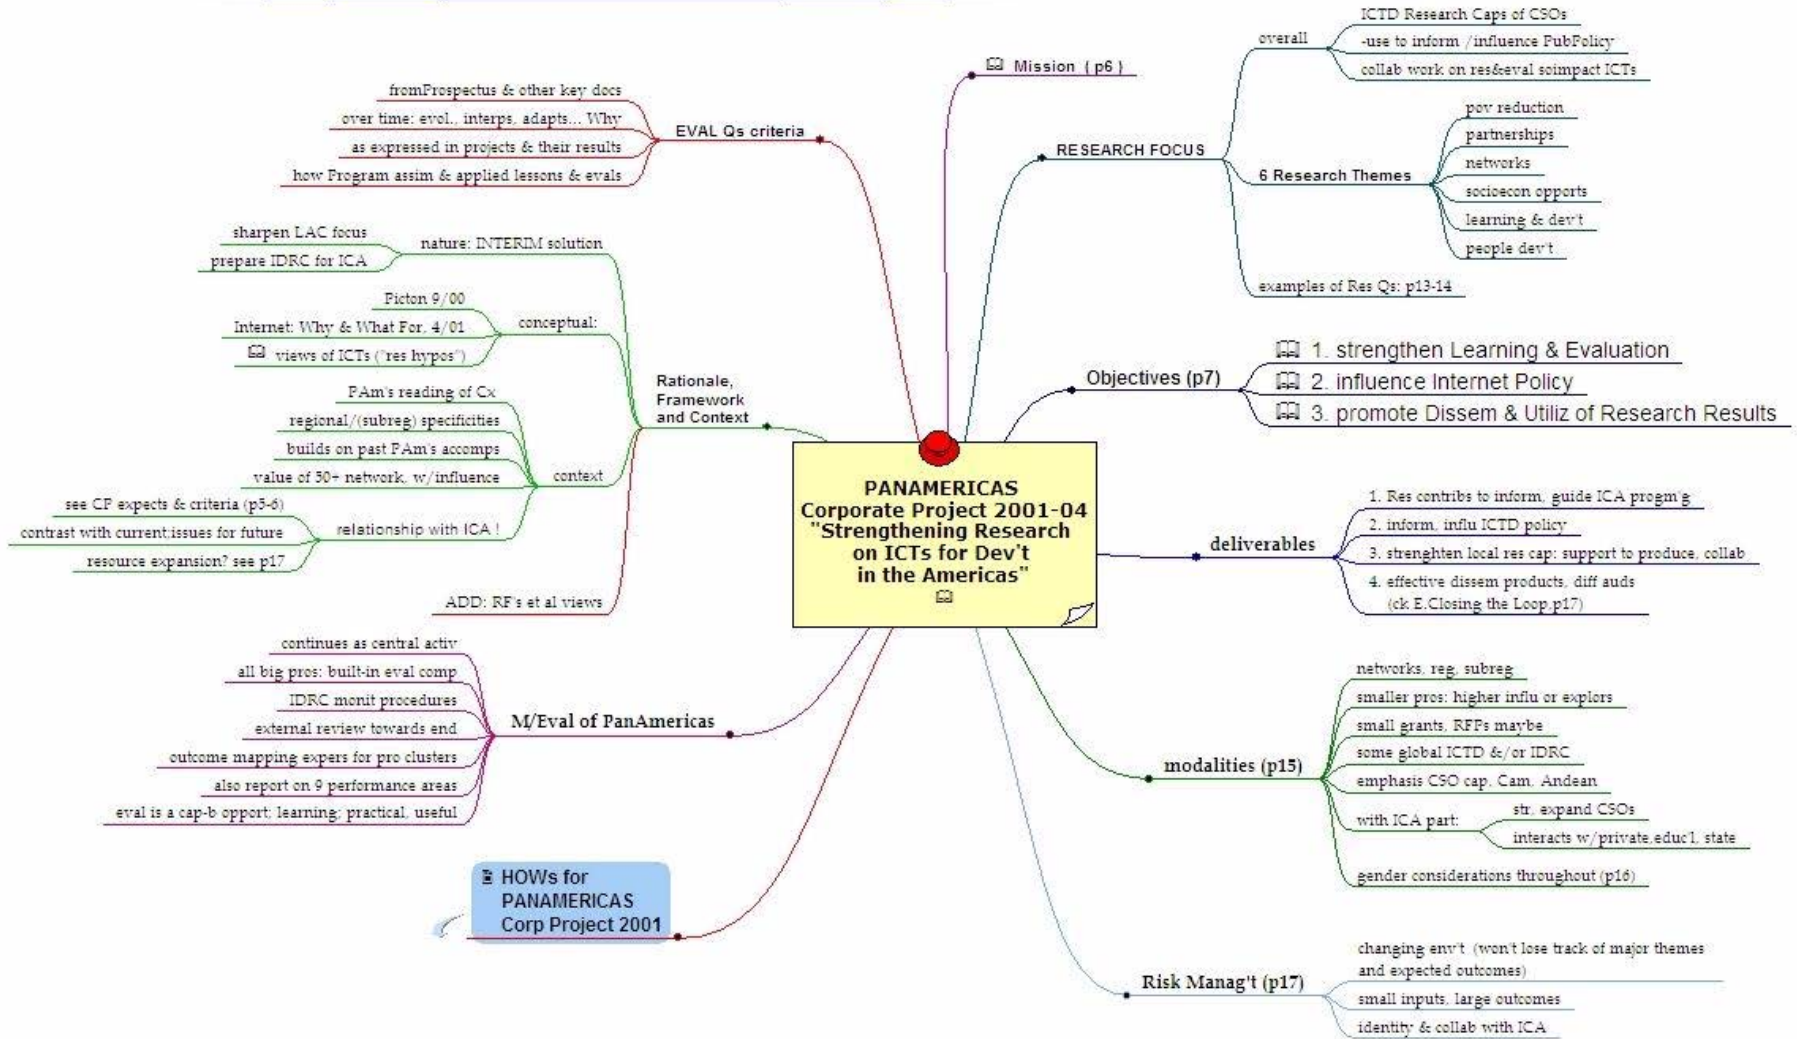 PANAMERICAS
Corporate Project 2001-04
"Strengthening Research
on ICTs for Dev't
in the Americas"
Mission ( p6 )
RESEARCH FOCUS
overall
ICTD Research Caps of CSOs
-use to inform /influence PubPolicy
collab work on res&eval soimpact ICTs
6 Research Themes
pov reduction
partnerships
networks
socioecon opports
learning & dev't
people dev't
examples of Res Qs: p13-14
Objectives (p7)
1. strengthen Learning & Evaluation
2. influence Internet Policy
3. promote Dissem & Utiliz of Research Results
deliverables
1. Res contribs to inform, guide ICA progm'g
2. inform, influ ICTD policy
3. strenghten local res cap: support to produce, collab
4. effective dissem products, diff auds
(ck E.Closing the Loop,p17)
modalities (p15)
networks, reg, subreg
smaller pros: higher influ or explors
small grants, RFPs maybe
some global ICTD &/or IDRC
emphasis CSO cap, Cam, Andean
with ICA part:
str, expand CSOs
interacts w/private,educ'l, state
gender considerations throughout (p16)
Risk Manag't (p17)
changing env't (won't lose track of major themes
and expected outcomes)
small inputs, large outcomes
identity & collab with ICA
EVAL Qs criteria
fromProspectus & other key docs
over time: evol., interps, adapts... Why
as expressed in projects & their results
how Program assim & applied lessons & evals
Rationale,
Framework
and Context
nature: INTERIM solution
sharpen LAC focus
prepare IDRC for ICA
conceptual:
Picton 9/00
Internet: Why & What For, 4/01
views of ICTs ("res hypos")
context
PAm's reading of Cx
regional/(subreg) specificities
builds on past PAm's accomps
value of 50+ network, w/influence
relationship with ICA !
see CP expects & criteria (p5-6)
contrast with current;issues for future
resource expansion? see p17
ADD: RF's et al views
M/Eval of PanAmericas
continues as central activ
all big pros: built-in eval comp
IDRC monit procedures
external review towards end
outcome mapping expers for pro clusters
also report on 9 performance areas
eval is a cap-b opport; learning; practical, useful
HOWs for
PANAMERICAS
Corp Project 2001